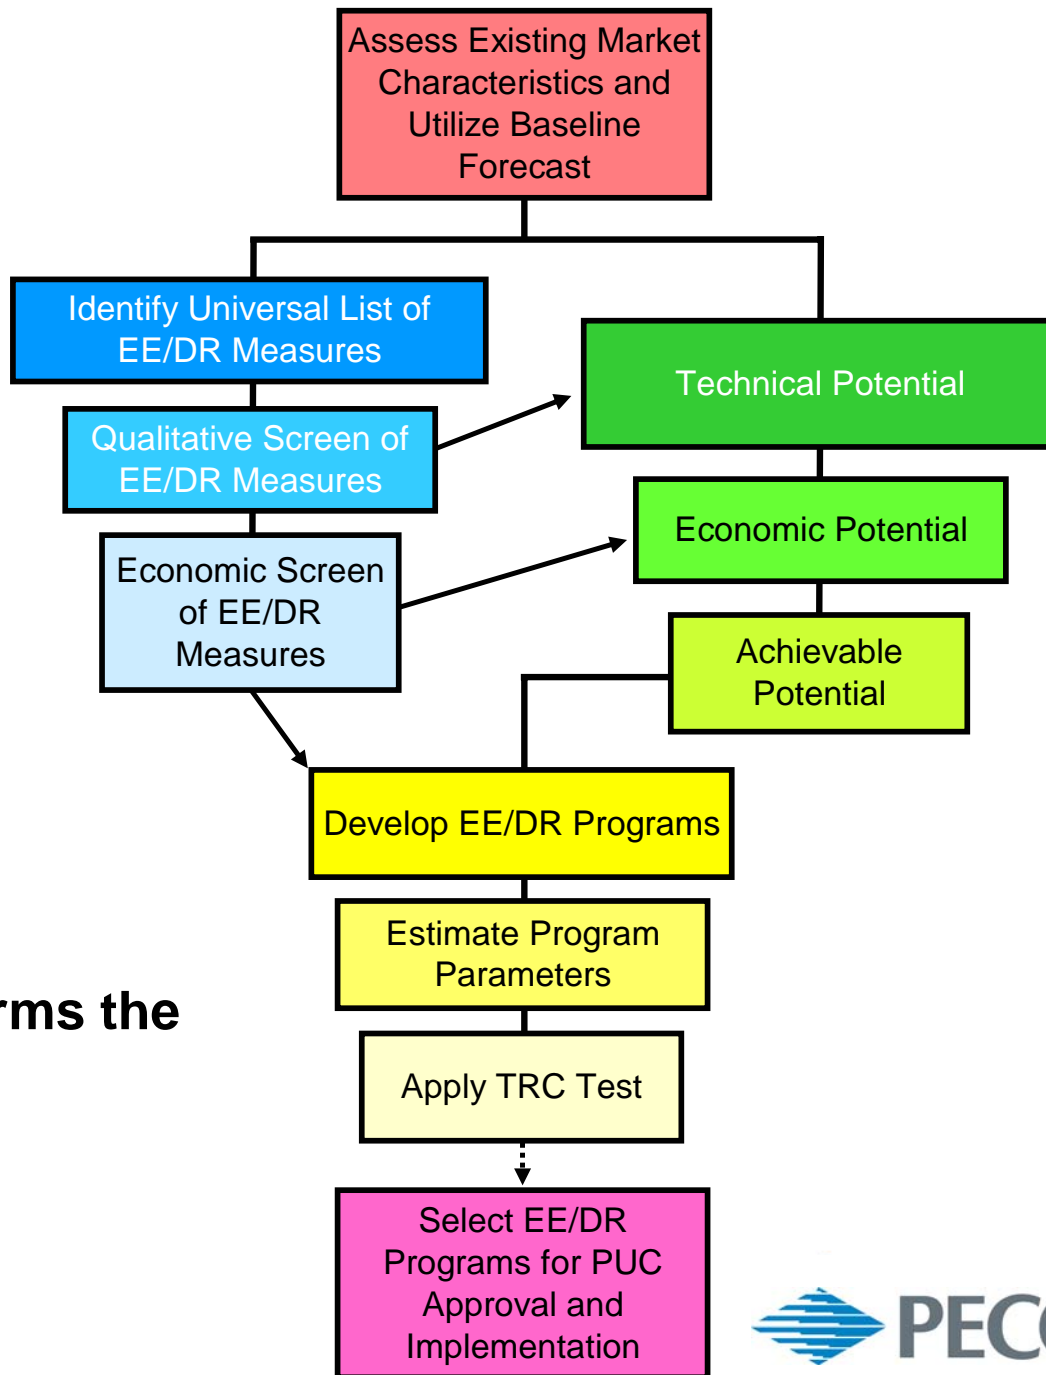 Assess Existing Market
Characteristics and
Utilize Baseline
Forecast
Identify Universal List of
EE/DR Measures
Technical Potential
Qualitative Screen of
EE/DR Measures
Economic Potential
Economic Screen
of EE/DR
Measures
Achievable
Potential
Develop EE/DR Programs
Estimate Program
Parameters
rms the
Apply TRC Test
Select EE/DR
Programs for PUC
Approval and
Implementation
PECO